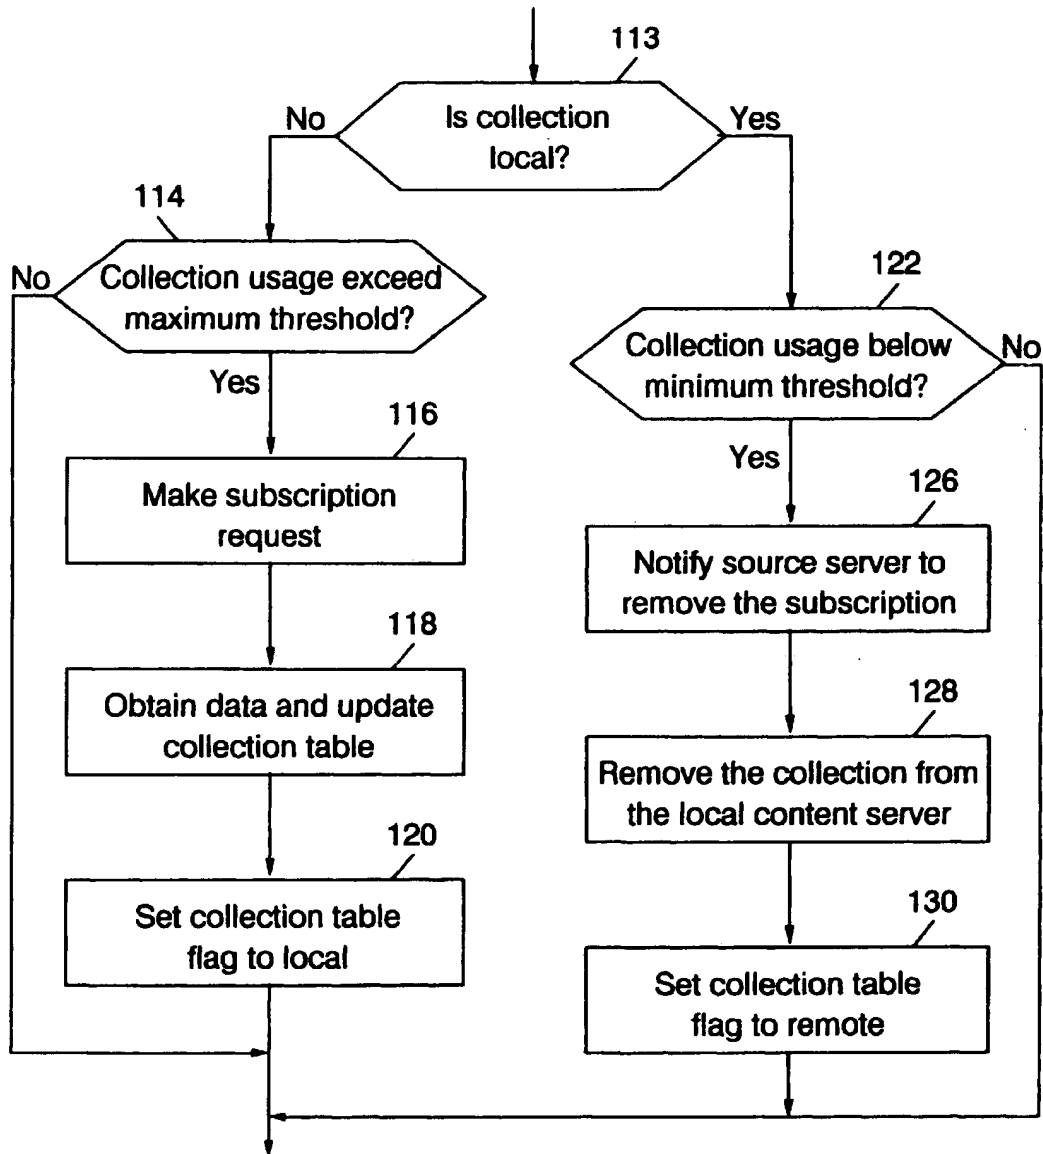 113
Is collection
local?
No
Yes
114
Collection usage exceed
maximum threshold?
No
Yes
122
Collection usage below
minimum threshold?
No
Yes
116
Make subscription
request
126
Notify source server to
remove the subscription
118
Obtain data and update
collection table
128
Remove the collection from
the local content server
120
Set collection table
flag to local
130
Set collection table
flag to remote